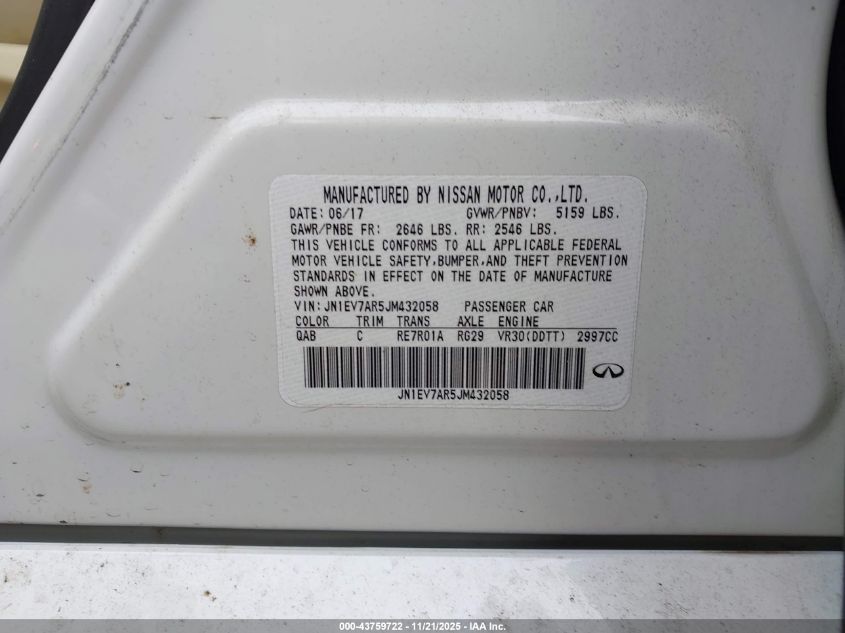 MANUFACTURED BY NISSAN MOTOR CO.,LTD.
DATE: 06/17 GVWR/PNBV: 5159 LBS.
GAWR/PNBE FR: 2646 LBS. RR: 2546 LBS.
THIS VEHICLE CONFORMS TO ALL APPLICABLE FEDERAL
MOTOR VEHICLE SAFETY,BUMPER,AND THEFT PREVENTION
STANDARDS IN EFFECT ON THE DATE OF MANUFACTURE
SHOWN ABOVE.
VIN:JN1EV7AR5JM432058 PASSENGER CAR
COLOR TRIM TRANS AXLE ENGINE
QAB C RE7R01A RG29 VR30(DDTT) 2997CC
JN1EV7AR5JM432058
000-43759722 - 11/21/2025 - IAA Inc.